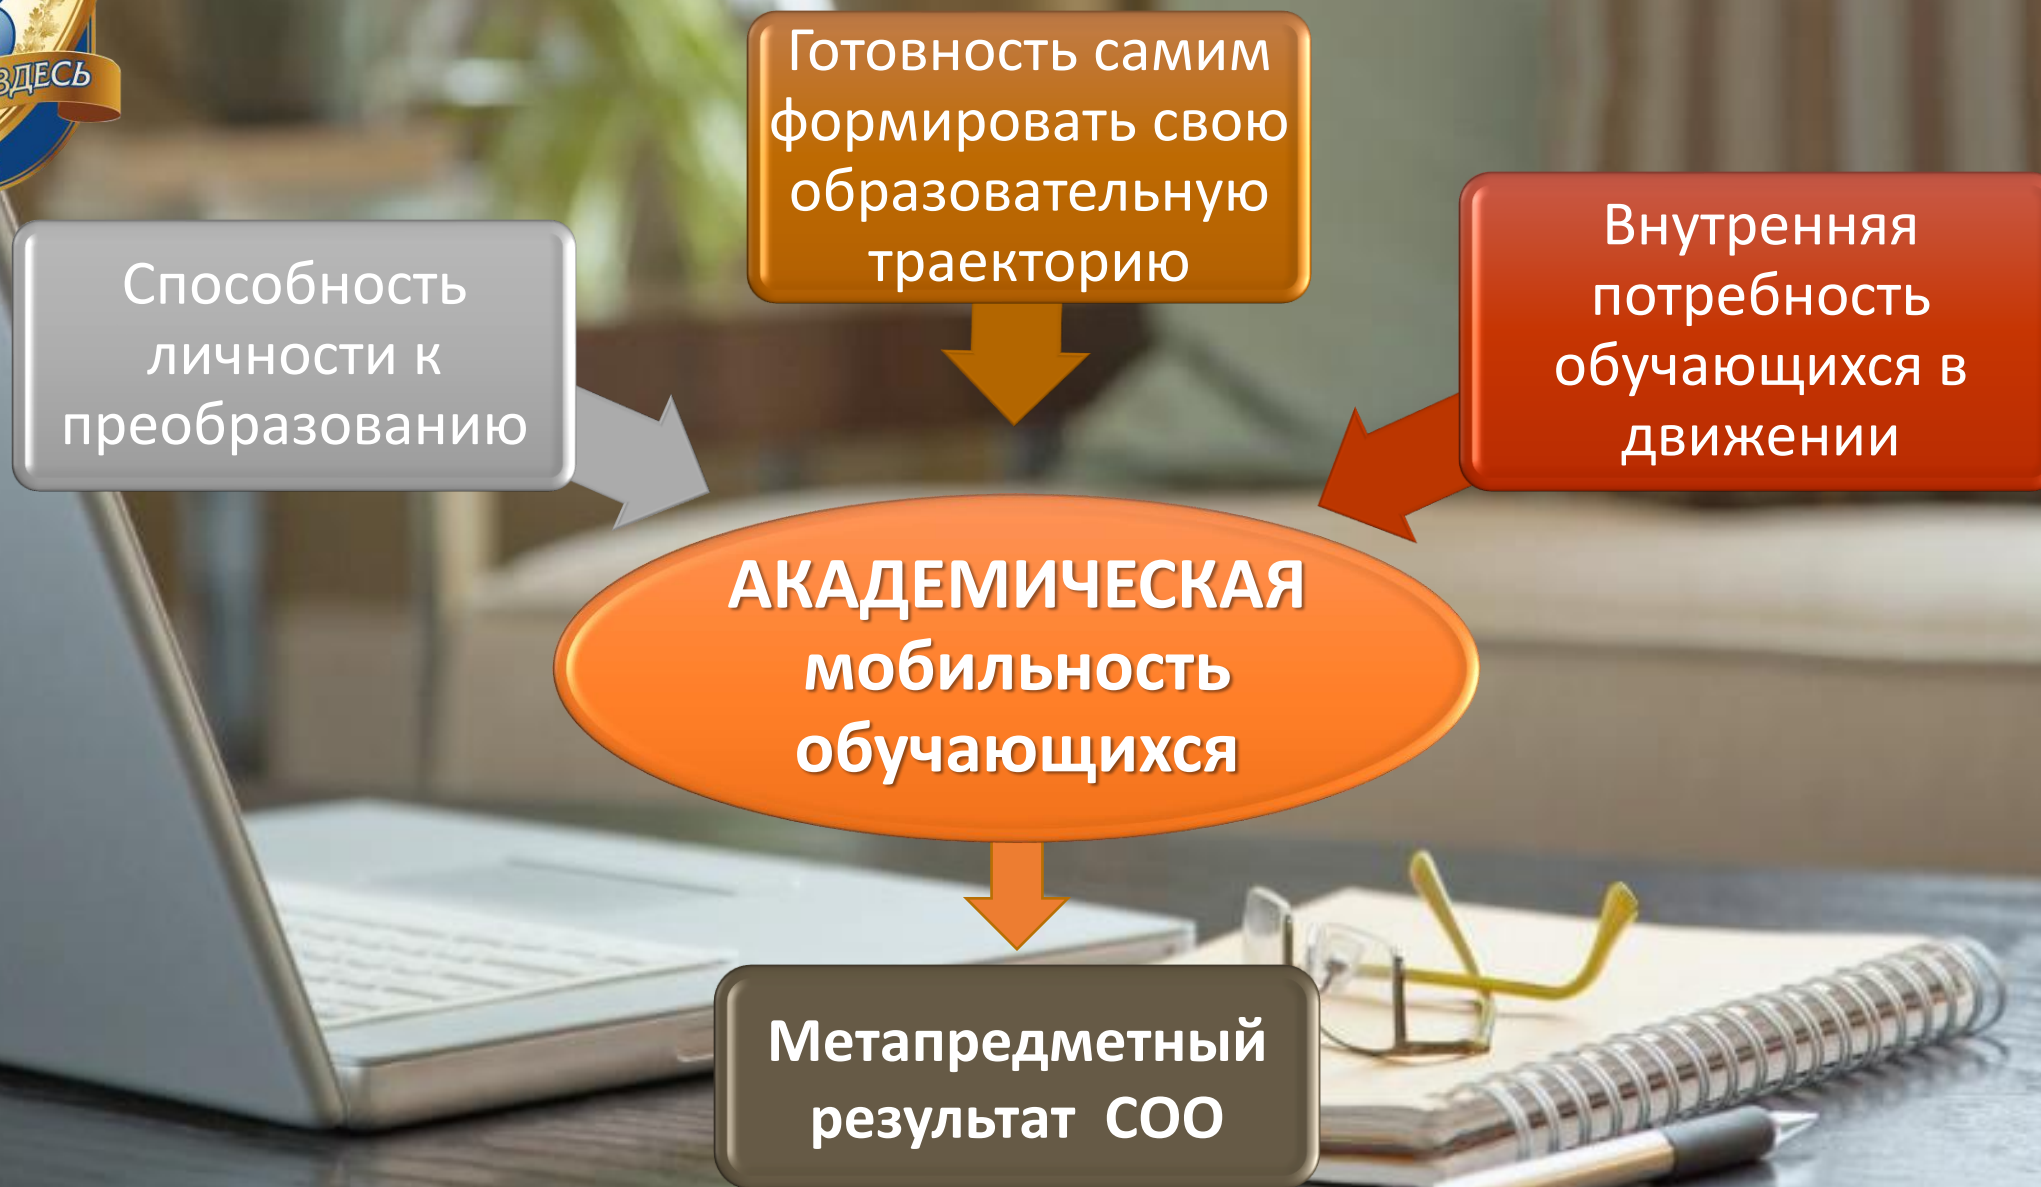 ЗДЕСЬ
Готовность самим
формировать свою
образовательную
траекторию
Способность
личности к
преобразованию
Внутренняя
потребность
обучающихся в
движении
АКАДЕМИЧЕСКАЯ
мобильность
обучающихся
Метапредметный
результат СОО